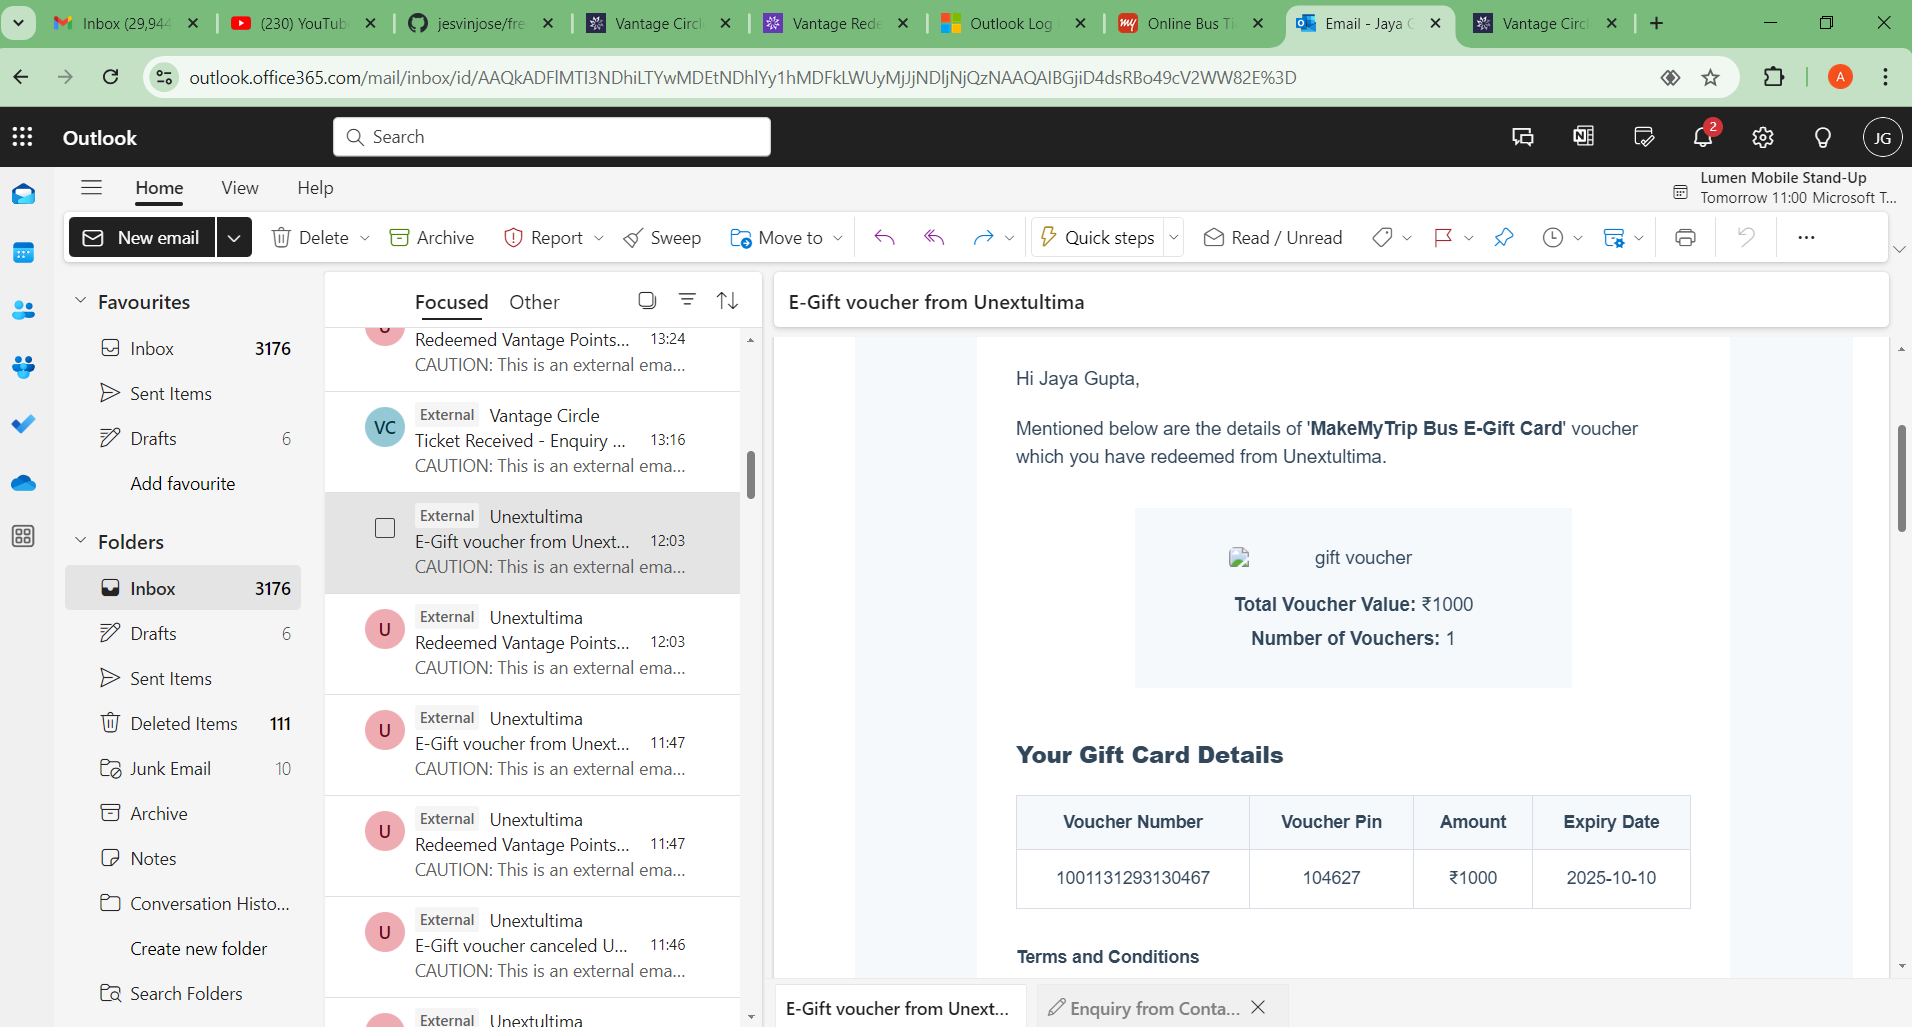 Inbox (29,944
(230) YouTub
jesvinjose/fre
Vantage Circl
Vantage Rede
Outlook Log
Online Bus Ti
Email - Jaya G
Vantage Circl
outlook.office365.com/mail/inbox/id/AAQkADFlMTI3NDhiLTYwMDEtNDhlYy1hMDFkLWUyMjJjNDljNjQzNAAQAIBGjiD4dsRBo49cV2WW82E%3D
A
Outlook
Search
2
JG
Home
View
Help
Lumen Mobile Stand-Up
Tomorrow 11:00 Microsoft T...
New email
Delete
Archive
Report
Sweep
Move to
Quick steps
Read / Unread
Favourites
Inbox 3176
Sent Items
Drafts 6
Add favourite
Folders
Inbox 3176
Drafts 6
Sent Items
Deleted Items 111
Junk Email 10
Archive
Notes
Conversation Histo...
Create new folder
Search Folders
Focused
Other
Redeemed Vantage Points... 13:24
CAUTION: This is an external ema...
VC
External Vantage Circle
Ticket Received - Enquiry ... 13:16
CAUTION: This is an external ema...
External Unextultima
E-Gift voucher from Unext... 12:03
CAUTION: This is an external ema...
U
External Unextultima
Redeemed Vantage Points... 12:03
CAUTION: This is an external ema...
U
External Unextultima
E-Gift voucher from Unext... 11:47
CAUTION: This is an external ema...
U
External Unextultima
Redeemed Vantage Points... 11:47
CAUTION: This is an external ema...
U
External Unextultima
E-Gift voucher canceled U... 11:46
CAUTION: This is an external ema...
External Unextultima
E-Gift voucher from Unextultima
Hi Jaya Gupta,
Mentioned below are the details of 'MakeMyTrip Bus E-Gift Card' voucher
which you have redeemed from Unextultima.
gift voucher
Total Voucher Value: ₹1000
Number of Vouchers: 1
Your Gift Card Details
Voucher Number Voucher Pin Amount Expiry Date
1001131293130467 104627 ₹1000 2025-10-10
Terms and Conditions
E-Gift voucher from Unext...
Enquiry from Conta...